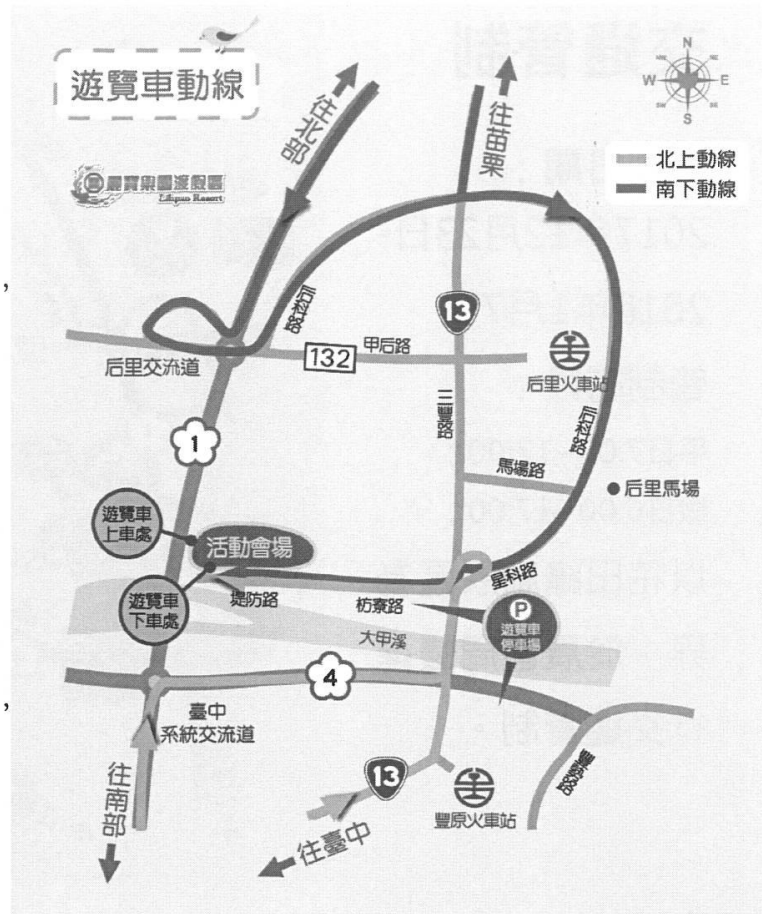 遊覽車動線
往北部
往苗栗
N
W
E
S
北上動線
南下動線
麗寶樂園渡假區
Lihpao Resort
,
后科路
13
132
甲后路
后里交流道
后里火車站
三豐路
后科路
1
馬場路
后里馬場
遊覽車
上車處
活動會場
星科路
遊覽車
下車處
堤防路
枋寮路
P
遊覽車
停車場
大甲溪
4
,
臺中
系統交流道
往南部
13
豐勢路
豐原火車站
往臺中